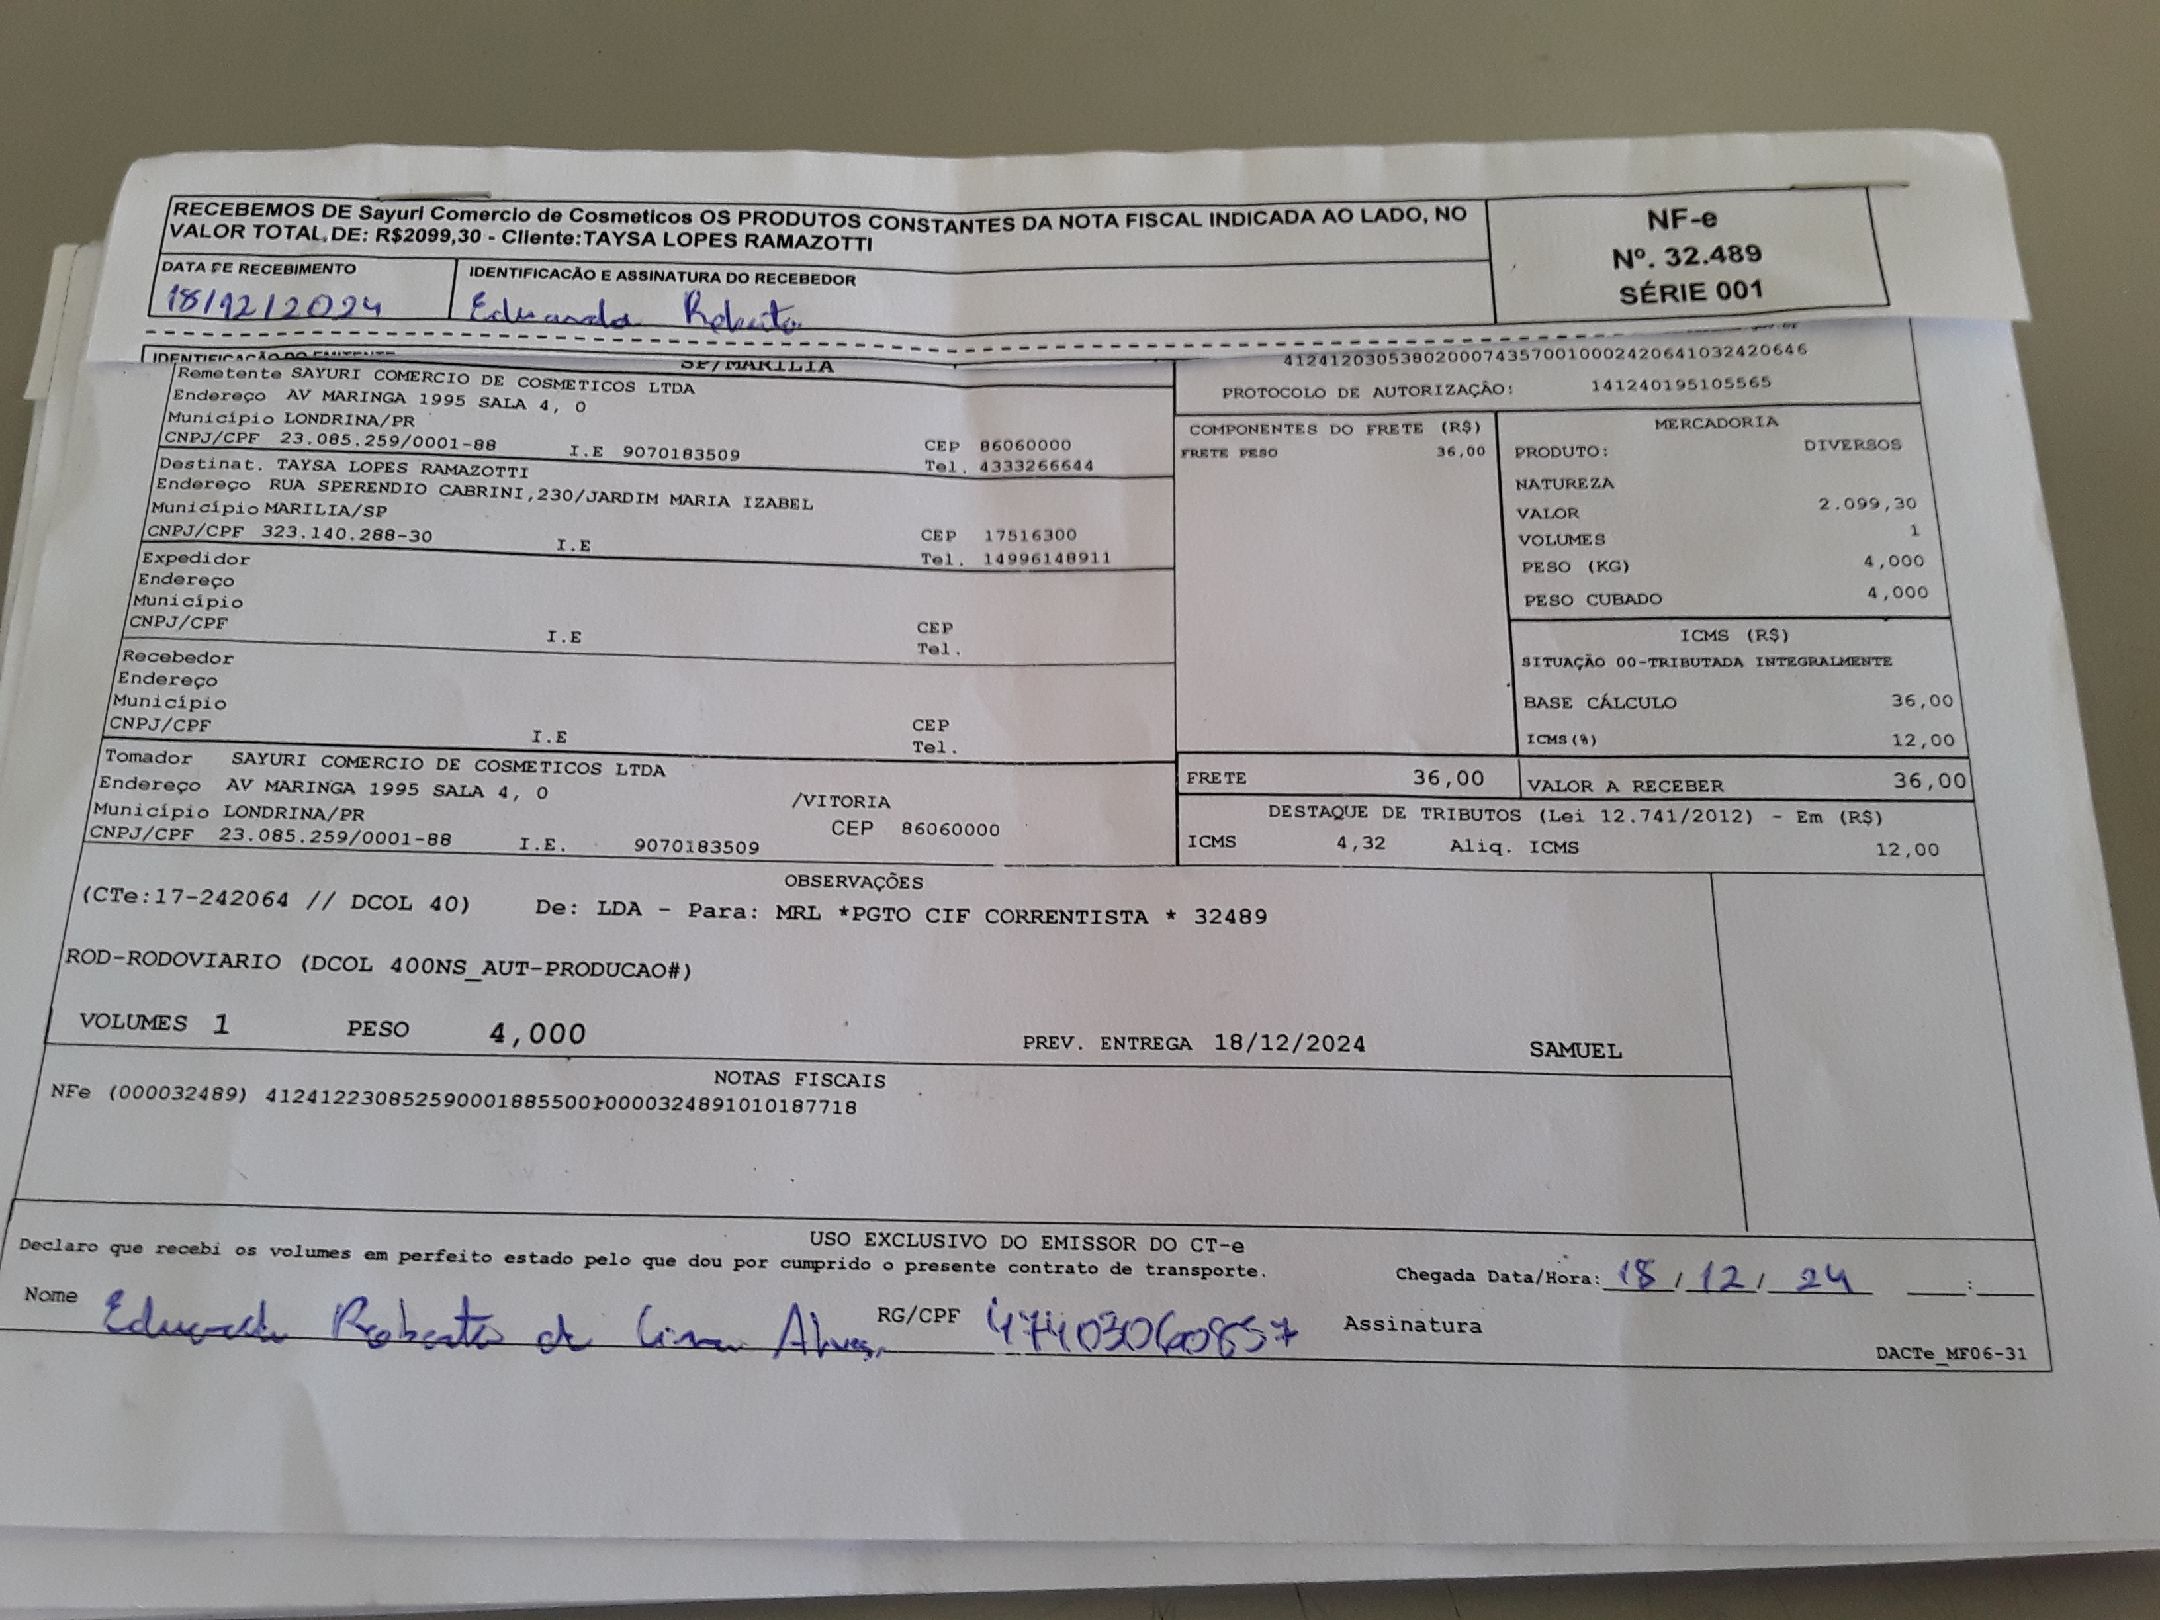 RECEBEMOS DE Sayuri Comercio de Cosmeticos OS PRODUTOS CONSTANTES DA NOTA FISCAL INDICADA AO LADO, NO
VALOR TOTAL DE: R$2099,30 - Cliente:TAYSA LOPES RAMAZOTTI
NF-e
Nº. 32.489
SÉRIE 001
DATA DE RECEBIMENTO
18/12/2024
IDENTIFICAÇÃO E ASSINATURA DO RECEBEDOR
Eduardo Roberto
IDENTIFICAÇÃO DO EMITENTE
SP/MARILIA
41241203053802000743570010002420641032420646
PROTOCOLO DE AUTORIZAÇÃO: 141240195105565
Remetente SAYURI COMERCIO DE COSMETICOS LTDA
Endereço AV MARINGA 1995 SALA 4, 0
Município LONDRINA/PR
CNPJ/CPF 23.085.259/0001-88 I.E 9070183509
CEP 86060000
Tel. 4333266644
Destinat. TAYSA LOPES RAMAZOTTI
Endereço RUA SPERENDIO CABRINI,230/JARDIM MARIA IZABEL
Município MARILIA/SP
CNPJ/CPF 323.140.288-30 I.E
CEP 17516300
Tel. 14996148911
Expedidor
Endereço
Município
CNPJ/CPF I.E
CEP
Tel.
Recebedor
Endereço
Município
CNPJ/CPF I.E
CEP
Tel.
Tomador SAYURI COMERCIO DE COSMETICOS LTDA
Endereço AV MARINGA 1995 SALA 4, 0 /VITORIA
Município LONDRINA/PR CEP 86060000
CNPJ/CPF 23.085.259/0001-88 I.E. 9070183509
COMPONENTES DO FRETE (R$)
FRETE PESO 36,00
MERCADORIA
PRODUTO: DIVERSOS
NATUREZA
VALOR 2.099,30
VOLUMES 1
PESO (KG) 4,000
PESO CUBADO 4,000
ICMS (R$)
SITUAÇÃO 00-TRIBUTADA INTEGRALMENTE
BASE CÁLCULO 36,00
ICMS(%) 12,00
FRETE 36,00
VALOR A RECEBER 36,00
DESTAQUE DE TRIBUTOS (Lei 12.741/2012) - Em (R$)
ICMS 4,32 Aliq. ICMS 12,00
OBSERVAÇÕES
(CTe:17-242064 // DCOL 40) De: LDA - Para: MRL *PGTO CIF CORRENTISTA * 32489
ROD-RODOVIARIO (DCOL 400NS_AUT-PRODUCAO#)
VOLUMES 1 PESO 4,000 PREV. ENTREGA 18/12/2024 SAMUEL
NOTAS FISCAIS
NFe (000032489) 41241223085259000188550010000324891010187718
USO EXCLUSIVO DO EMISSOR DO CT-e
Declaro que recebi os volumes em perfeito estado pelo que dou por cumprido o presente contrato de transporte.
Chegada Data/Hora: 18/12/24 :
Nome Eduardo Roberto de Lima Alves
RG/CPF 47403060857
Assinatura
DACTe_MF06-31